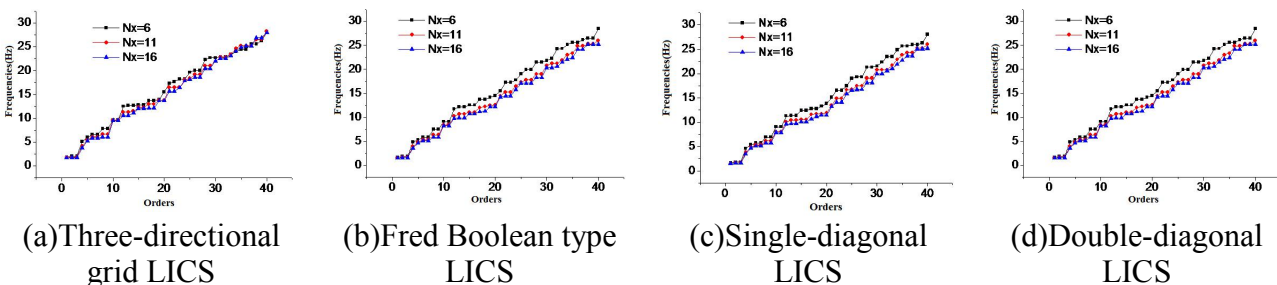 30
25
20
15
10
5
0
Frequencies(Hz)
Nx=6
Nx=11
Nx=16
0
10
20
30
40
Orders
(a)Three-directional
grid LICS
30
25
20
15
10
5
0
Frequencies(Hz)
Nx=6
Nx=11
Nx=16
0
10
20
30
40
Orders
(b)Fred Boolean type
LICS
30
25
20
15
10
5
0
Frequencies(Hz)
Nx=6
Nx=11
Nx=16
0
10
20
30
40
Orders
(c)Single-diagonal
LICS
30
25
20
15
10
5
0
Frequencies(Hz)
Nx=6
Nx=11
Nx=16
0
10
20
30
40
Orders
(d)Double-diagonal
LICS